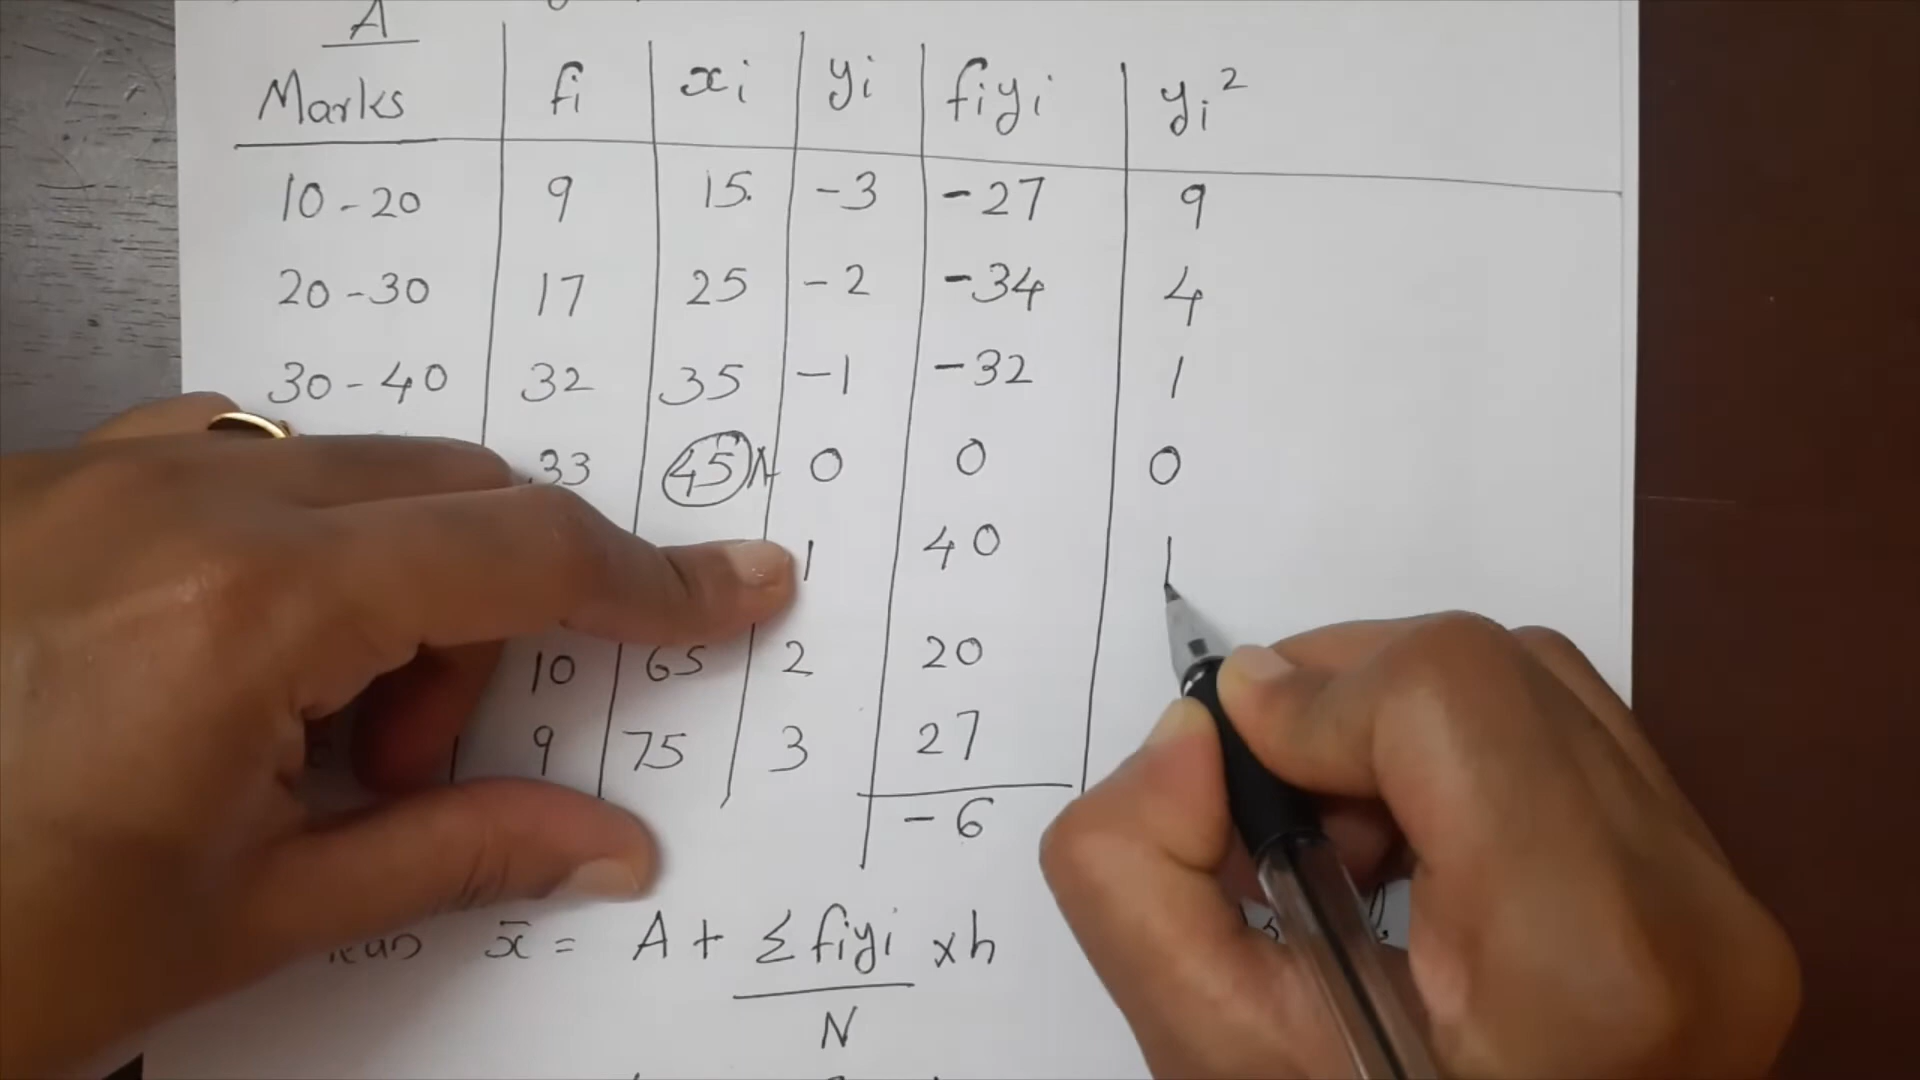 A
Marks fi xi yi fiyi yi²
10-20 9 15. -3 -27 9
20-30 17 25 -2 -34 4
30-40 32 35 -1 -32 1
33 45 A 0 0 0
1 40 1
10 65 2 20
9 75 3 27
-6
x̄ = A + Σfiyi xh
N